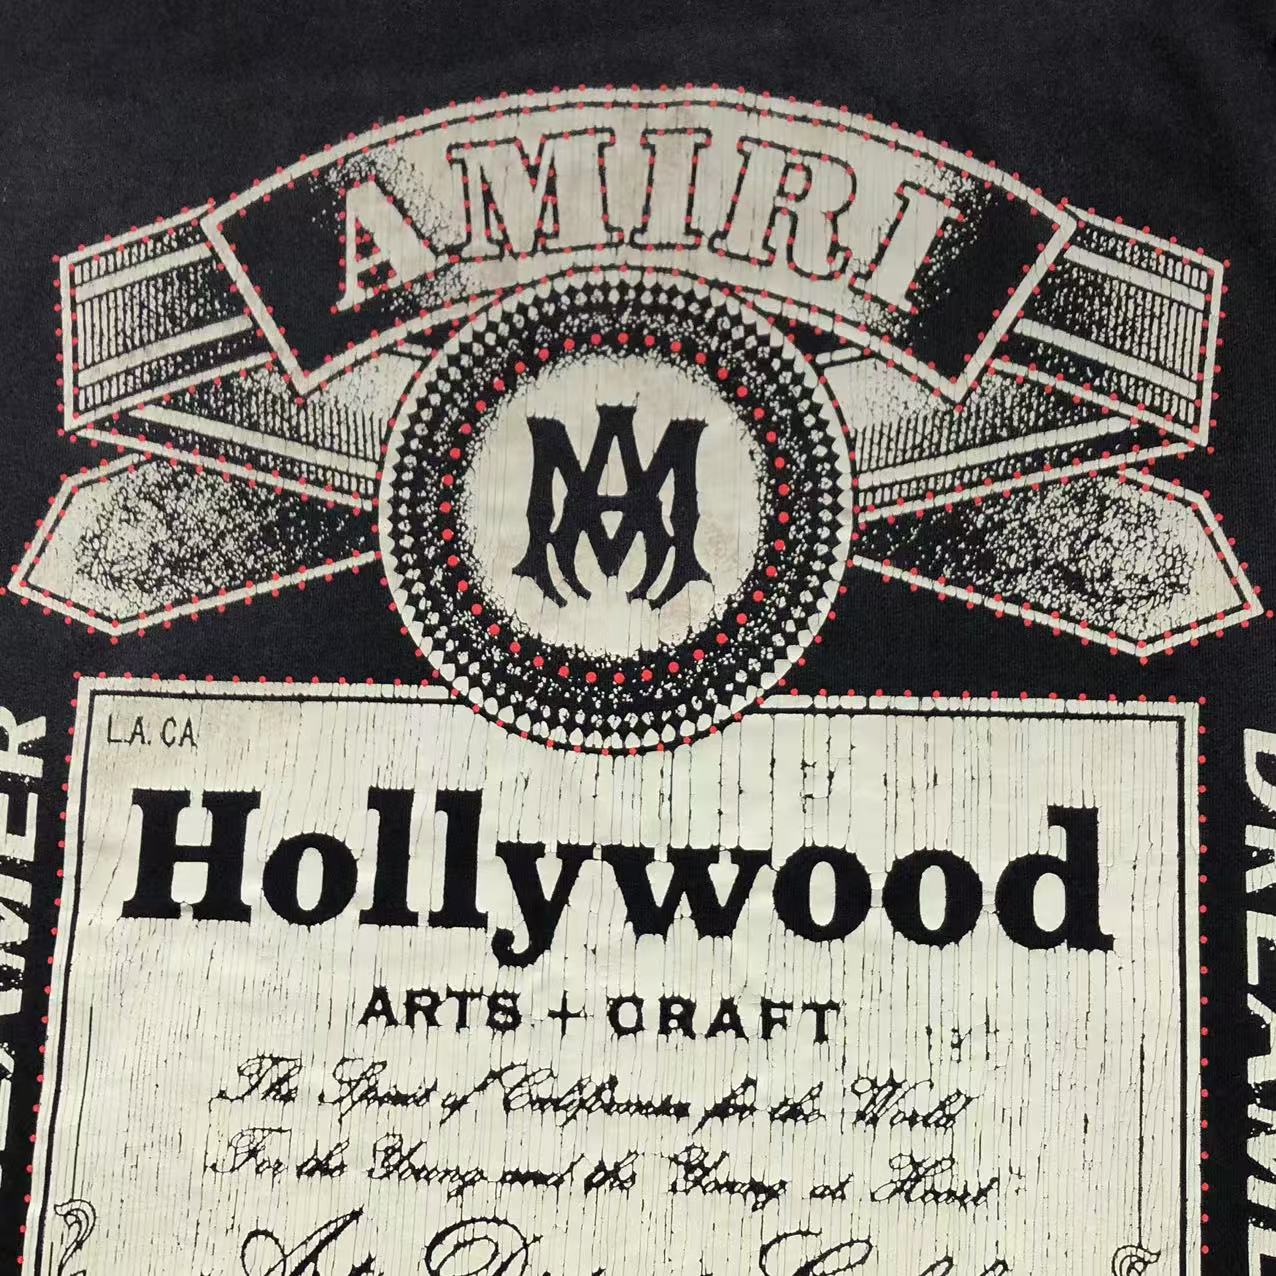 AMIRI
MA
L.A. CA
Hollywood
ARTS + CRAFT
The Spirit of California for the World
For the Young and the Young at Heart